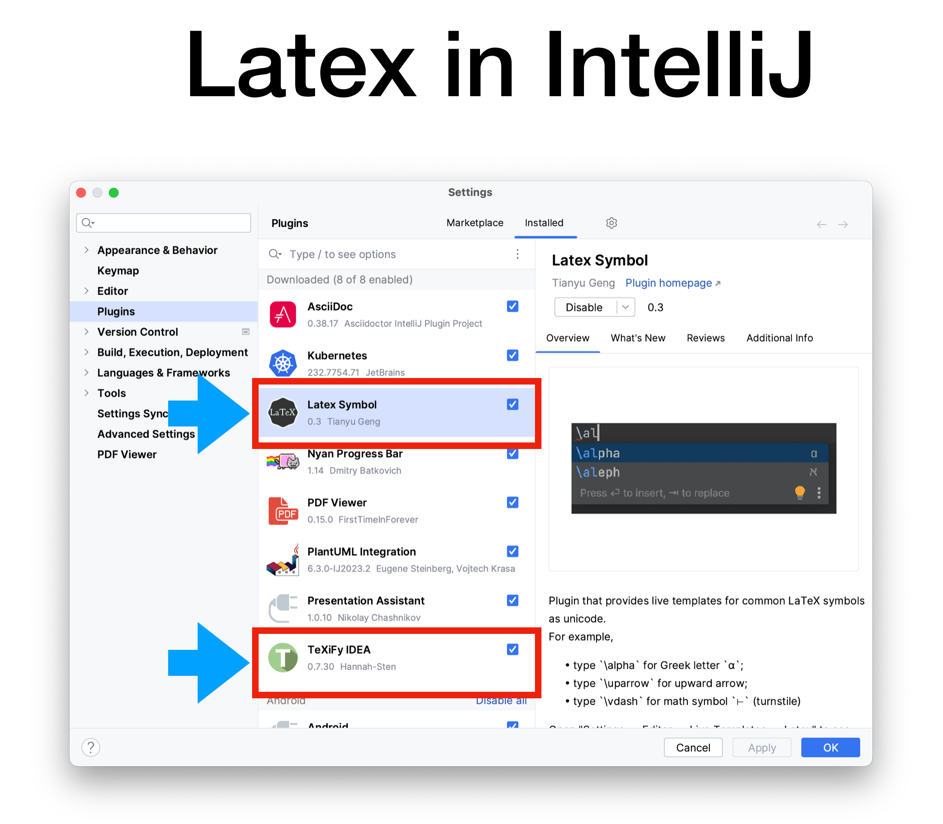 Latex in IntelliJ
Settings
Plugins
Marketplace
Installed
Appearance & Behavior
Keymap
Editor
Plugins
Version Control
Build, Execution, Deployment
Languages & Frameworks
Tools
Settings Sync
Advanced Settings
PDF Viewer
Type / to see options
Downloaded (8 of 8 enabled)
AsciiDoc
0.38.17 Asciidoctor IntelliJ Plugin Project
Kubernetes
232.7754.71 JetBrains
LaTeX
Latex Symbol
0.3 Tianyu Geng
Nyan Progress Bar
1.14 Dmitry Batkovich
PDF
PDF Viewer
0.15.0 FirstTimeInForever
PlantUML Integration
6.3.0-IJ2023.2 Eugene Steinberg, Vojtech Krasa
Presentation Assistant
1.0.10 Nikolay Chashnikov
T
TeXiFy IDEA
0.7.30 Hannah-Sten
Android
Disable all
Android
Latex Symbol
Tianyu Geng Plugin homepage ↗
Disable 0.3
Overview
What's New
Reviews
Additional Info
\al
\alpha α
\aleph ℵ
Press ⏎ to insert, ⇥ to replace
Plugin that provides live templates for common LaTeX symbols
as unicode.
For example,
• type `\alpha` for Greek letter `α`;
• type `\uparrow` for upward arrow;
• type `\vdash` for math symbol `⊢` (turnstile)
?
Cancel
Apply
OK